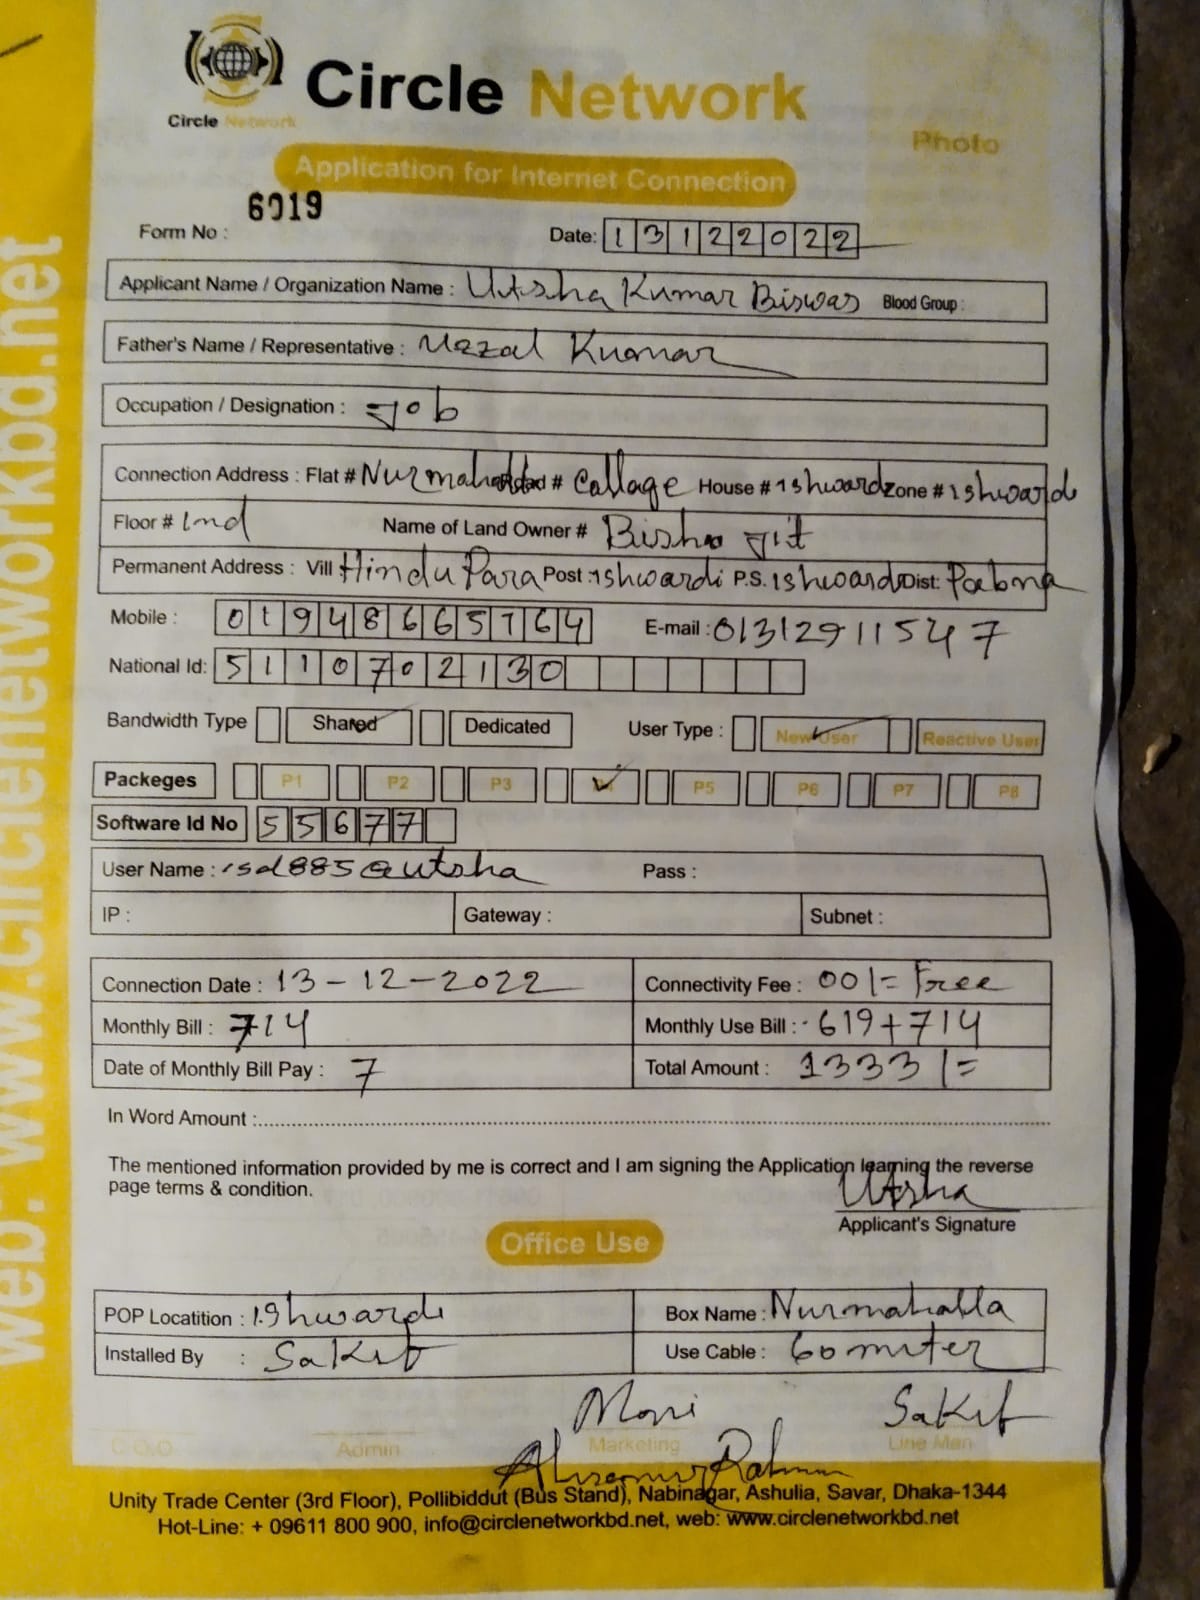 Circle Network
Circle Network
Photo
Application for Internet Connection
6019
Form No :
Date: 13122022
Applicant Name / Organization Name : Utsha Kumar Biswas Blood Group :
Father's Name / Representative : Kumar
Occupation / Designation : Job
Connection Address : Flat # Nurmahalla Road # Collage House # Ishwardi Zone # Ishwardi
Floor # 2nd Name of Land Owner # Bisho jit
Permanent Address : Vill Hindu Para Post : Ishwardi P.S. Ishwardi Dist: Pabna
Mobile : 01948665764 E-mail : 01312911547
National Id: 5110702130
Bandwidth Type Shared Dedicated User Type : New User Reactive User
Packeges P1 P2 P3 P5 P6 P7 P8
Software Id No 55677
User Name : isd885@utsha Pass :
IP : Gateway : Subnet :
Connection Date : 13-12-2022 Connectivity Fee : 00/= Free
Monthly Bill : 714 Monthly Use Bill : 619+714
Date of Monthly Bill Pay : 7 Total Amount : 1333/=
In Word Amount :
The mentioned information provided by me is correct and I am signing the Application learning the reverse
page terms & condition.
Utsha
Applicant's Signature
Office Use
POP Locatition : Ishwardi Box Name : Nurmahalla
Installed By : Sakib Use Cable : 60 miter
Moni Sakib
C.O.O Admin Marketing Line Man
Rahman
Unity Trade Center (3rd Floor), Pollibiddut (Bus Stand), Nabinagar, Ashulia, Savar, Dhaka-1344
Hot-Line: + 09611 800 900, info@circlenetworkbd.net, web: www.circlenetworkbd.net
web: www.circlenetworkbd.net